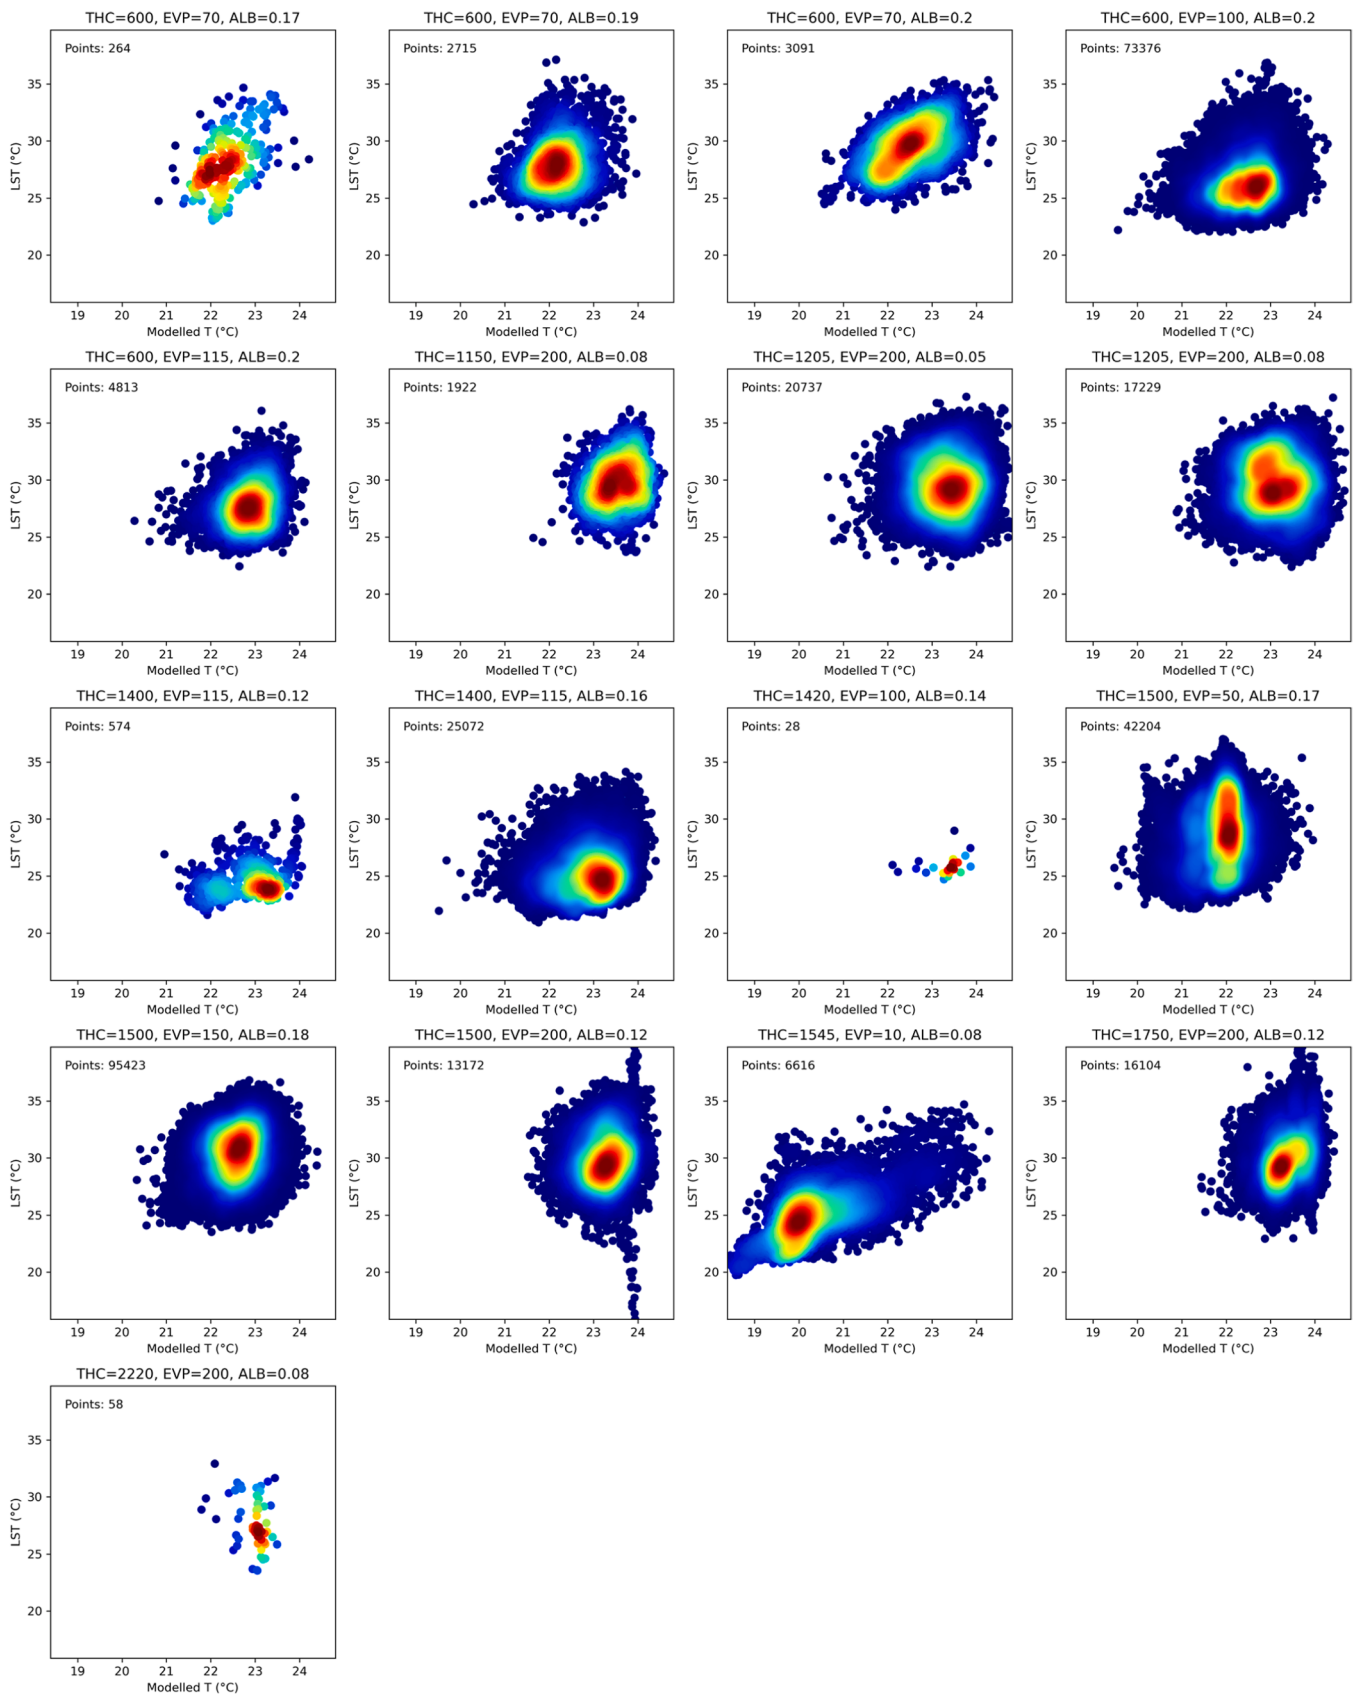 THC=600, EVP=70, ALB=0.17
Points: 264
LST (°C)
35
30
25
20
19 20 21 22 23 24
Modelled T (°C)
THC=600, EVP=70, ALB=0.19
Points: 2715
LST (°C)
35
30
25
20
19 20 21 22 23 24
Modelled T (°C)
THC=600, EVP=70, ALB=0.2
Points: 3091
LST (°C)
35
30
25
20
19 20 21 22 23 24
Modelled T (°C)
THC=600, EVP=100, ALB=0.2
Points: 73376
LST (°C)
35
30
25
20
19 20 21 22 23 24
Modelled T (°C)
THC=600, EVP=115, ALB=0.2
Points: 4813
LST (°C)
35
30
25
20
19 20 21 22 23 24
Modelled T (°C)
THC=1150, EVP=200, ALB=0.08
Points: 1922
LST (°C)
35
30
25
20
19 20 21 22 23 24
Modelled T (°C)
THC=1205, EVP=200, ALB=0.05
Points: 20737
LST (°C)
35
30
25
20
19 20 21 22 23 24
Modelled T (°C)
THC=1205, EVP=200, ALB=0.08
Points: 17229
LST (°C)
35
30
25
20
19 20 21 22 23 24
Modelled T (°C)
THC=1400, EVP=115, ALB=0.12
Points: 574
LST (°C)
35
30
25
20
19 20 21 22 23 24
Modelled T (°C)
THC=1400, EVP=115, ALB=0.16
Points: 25072
LST (°C)
35
30
25
20
19 20 21 22 23 24
Modelled T (°C)
THC=1420, EVP=100, ALB=0.14
Points: 28
LST (°C)
35
30
25
20
19 20 21 22 23 24
Modelled T (°C)
THC=1500, EVP=50, ALB=0.17
Points: 42204
LST (°C)
35
30
25
20
19 20 21 22 23 24
Modelled T (°C)
THC=1500, EVP=150, ALB=0.18
Points: 95423
LST (°C)
35
30
25
20
19 20 21 22 23 24
Modelled T (°C)
THC=1500, EVP=200, ALB=0.12
Points: 13172
LST (°C)
35
30
25
20
19 20 21 22 23 24
Modelled T (°C)
THC=1545, EVP=10, ALB=0.08
Points: 6616
LST (°C)
35
30
25
20
19 20 21 22 23 24
Modelled T (°C)
THC=1750, EVP=200, ALB=0.12
Points: 16104
LST (°C)
35
30
25
20
19 20 21 22 23 24
Modelled T (°C)
THC=2220, EVP=200, ALB=0.08
Points: 58
LST (°C)
35
30
25
20
19 20 21 22 23 24
Modelled T (°C)